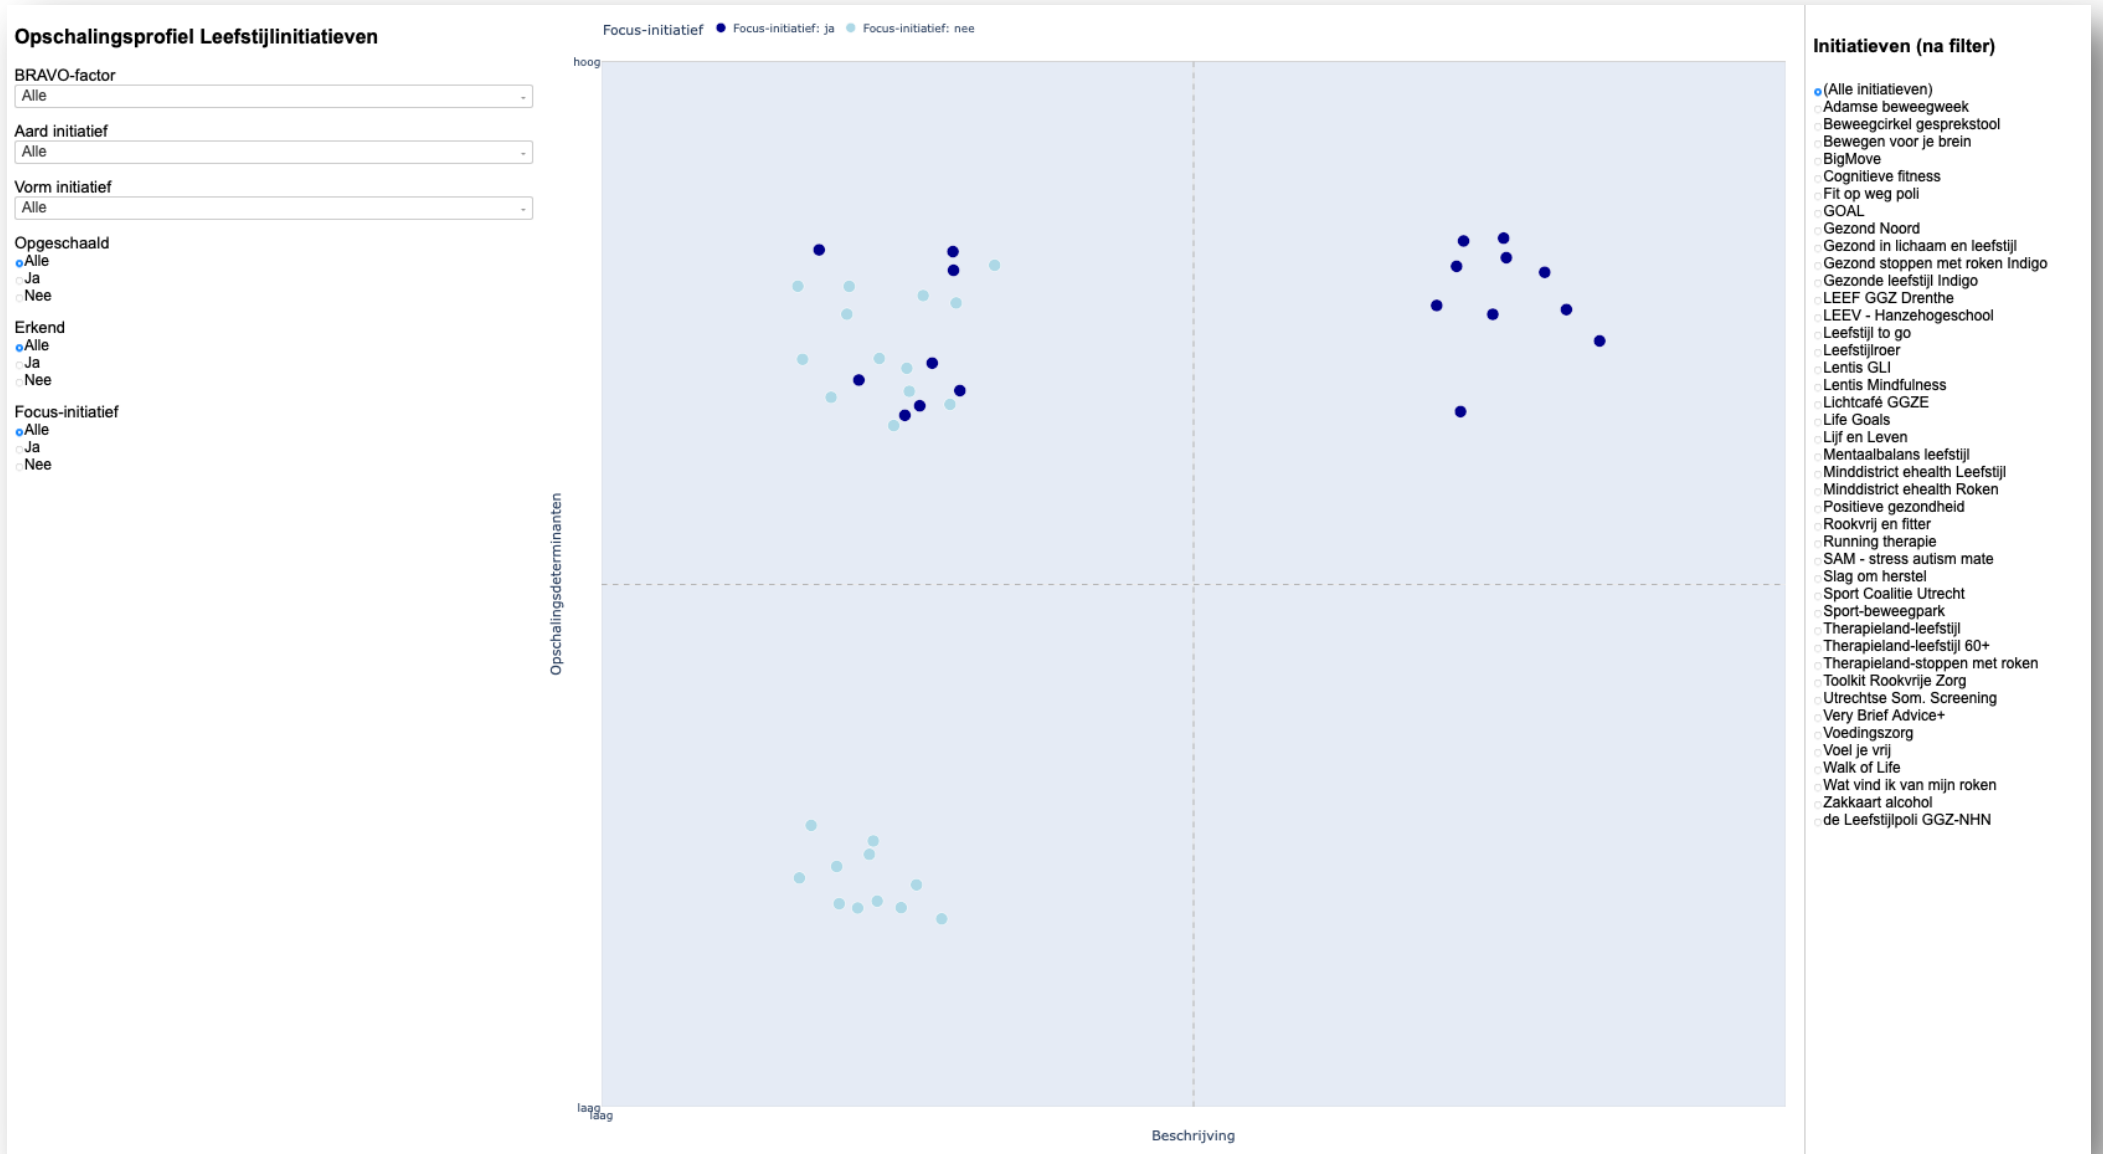 Opschalingsprofiel Leefstijlinitiatieven
BRAVO-factor
Alle
Aard initiatief
Alle
Vorm initiatief
Alle
Opgeschaald
Alle
Ja
Nee
Erkend
Alle
Ja
Nee
Focus-initiatief
Alle
Ja
Nee
Focus-initiatief Focus-initiatief: ja Focus-initiatief: nee
hoog
Opschalingsdeterminanten
laag
laag
Beschrijving
Initiatieven (na filter)
(Alle initiatieven)
Adamse beweegweek
Beweegcirkel gesprekstool
Bewegen voor je brein
BigMove
Cognitieve fitness
Fit op weg poli
GOAL
Gezond Noord
Gezond in lichaam en leefstijl
Gezond stoppen met roken Indigo
Gezonde leefstijl Indigo
LEEF GGZ Drenthe
LEEV - Hanzehogeschool
Leefstijl to go
Leefstijlroer
Lentis GLI
Lentis Mindfulness
Lichtcafé GGZE
Life Goals
Lijf en Leven
Mentaalbalans leefstijl
Minddistrict ehealth Leefstijl
Minddistrict ehealth Roken
Positieve gezondheid
Rookvrij en fitter
Running therapie
SAM - stress autism mate
Slag om herstel
Sport Coalitie Utrecht
Sport-beweegpark
Therapieland-leefstijl
Therapieland-leefstijl 60+
Therapieland-stoppen met roken
Toolkit Rookvrije Zorg
Utrechtse Som. Screening
Very Brief Advice+
Voedingszorg
Voel je vrij
Walk of Life
Wat vind ik van mijn roken
Zakkaart alcohol
de Leefstijlpoli GGZ-NHN